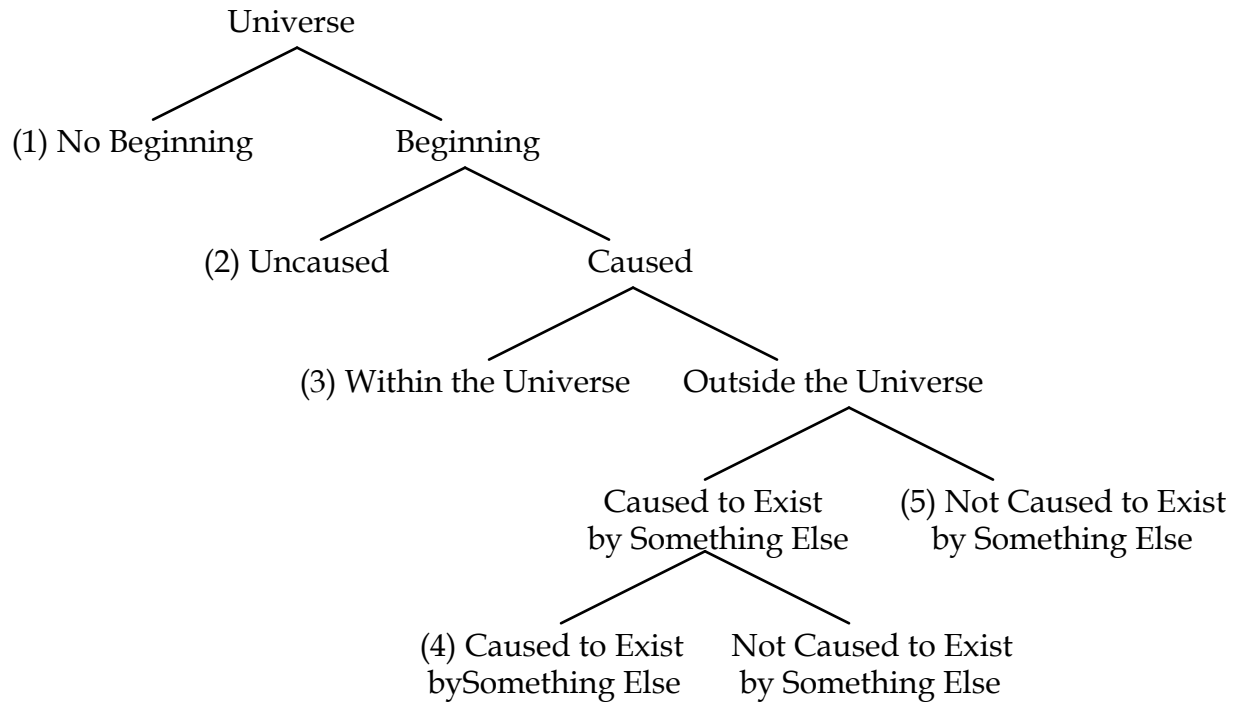 Universe
(1) No Beginning
Beginning
(2) Uncaused
Caused
(3) Within the Universe
Outside the Universe
Caused to Exist
by Something Else
(5) Not Caused to Exist
by Something Else
(4) Caused to Exist
bySomething Else
Not Caused to Exist
by Something Else